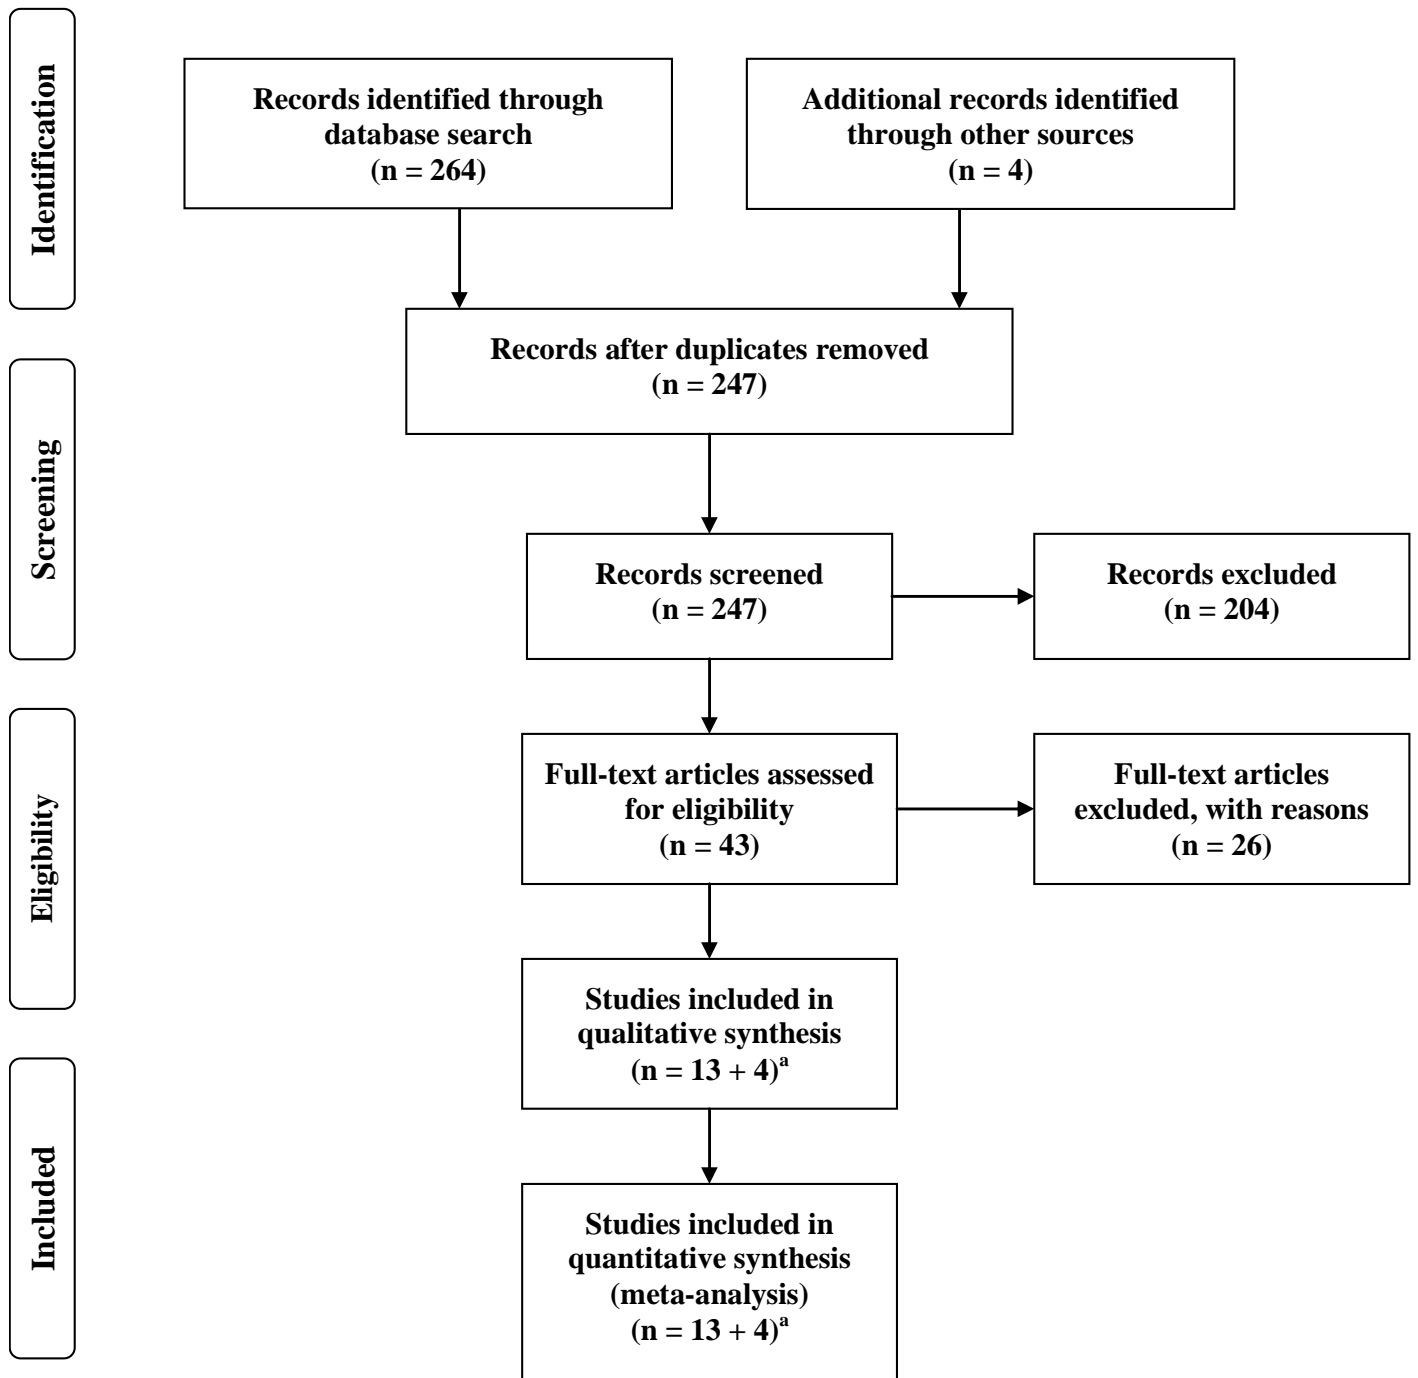 Identification
Records identified through
database search
(n = 264)
Additional records identified
through other sources
(n = 4)
Records after duplicates removed
(n = 247)
Screening
Records screened
(n = 247)
Records excluded
(n = 204)
Eligibility
Full-text articles assessed
for eligibility
(n = 43)
Full-text articles
excluded, with reasons
(n = 26)
Studies included in
qualitative synthesis
(n = 13 + 4)ᵃ
Included
Studies included in
quantitative synthesis
(meta-analysis)
(n = 13 + 4)ᵃ